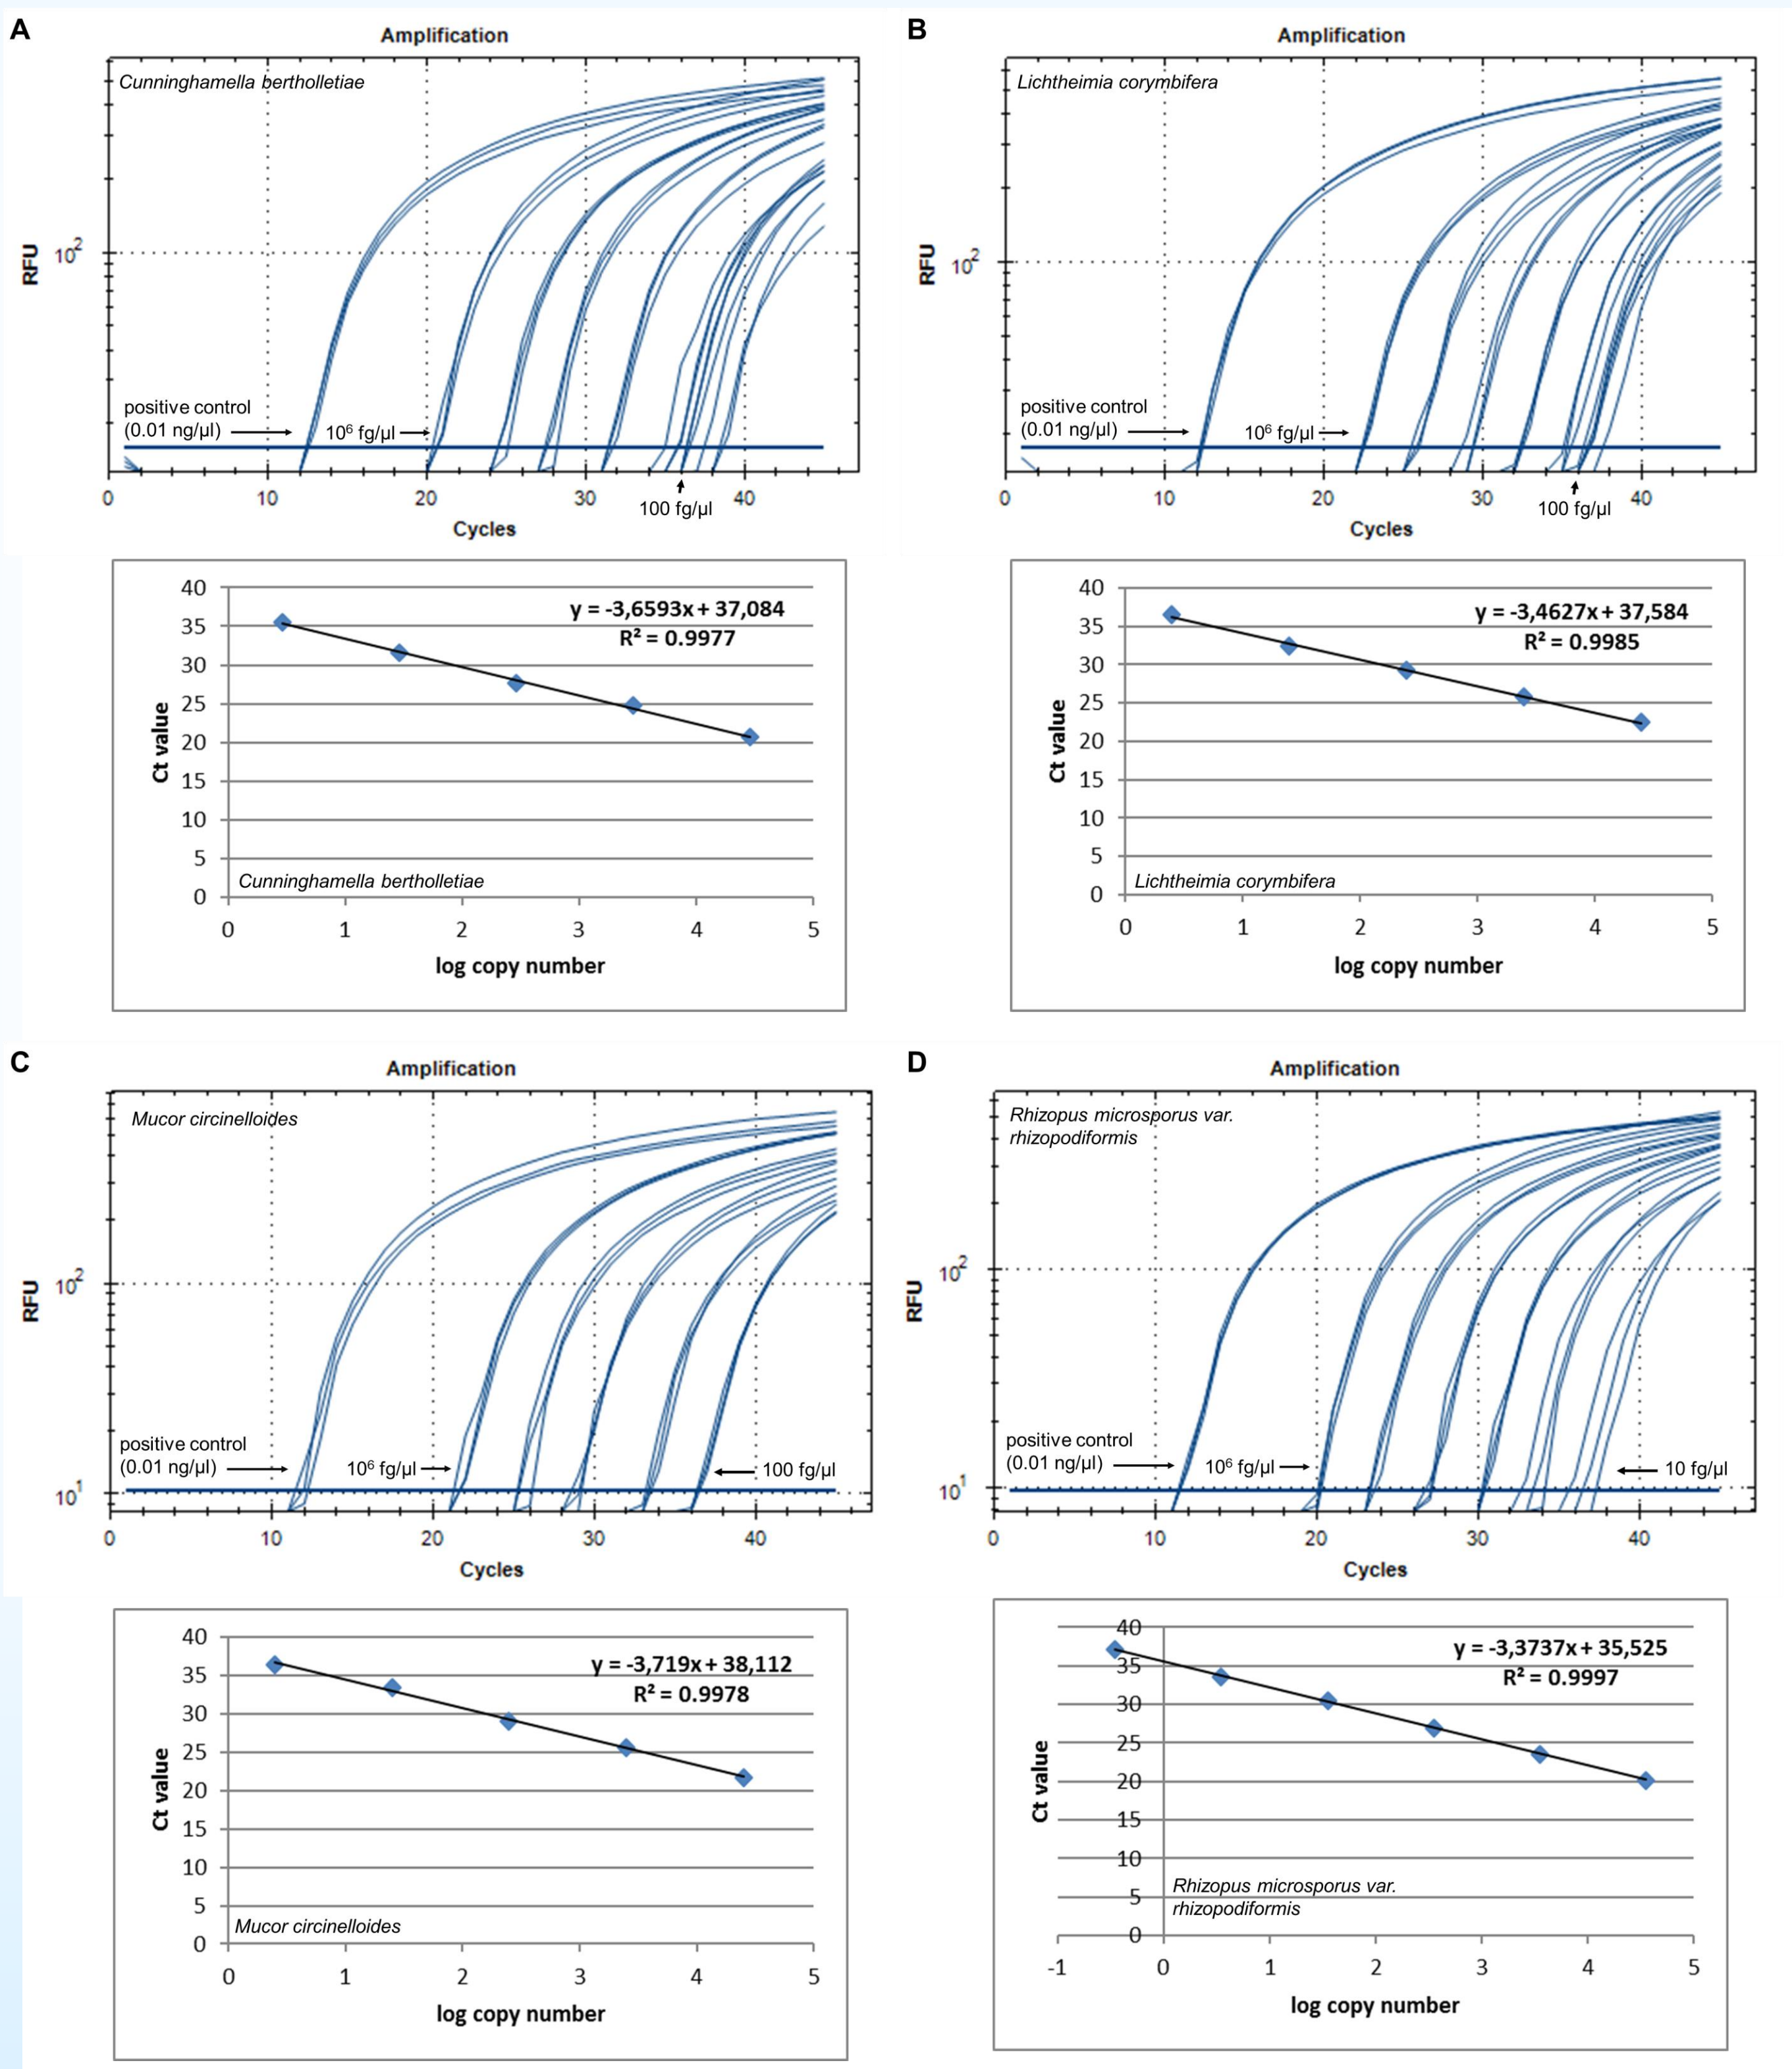 A
Amplification
Cunninghamella bertholletiae
RFU
10²
positive control
(0.01 ng/µl)
10⁶ fg/µl
0 10 20 30 40
100 fg/µl
Cycles
B
Amplification
Lichtheimia corymbifera
RFU
10²
positive control
(0.01 ng/µl)
10⁶ fg/µl
0 10 20 30 40
100 fg/µl
Cycles
40
35
30
25
20
15
10
5
0
Ct value
y = -3,6593x + 37,084
R² = 0.9977
Cunninghamella bertholletiae
0 1 2 3 4 5
log copy number
40
35
30
25
20
15
10
5
0
Ct value
y = -3,4627x + 37,584
R² = 0.9985
Lichtheimia corymbifera
0 1 2 3 4 5
log copy number
C
Amplification
Mucor circinelloides
RFU
10²
positive control
(0.01 ng/µl)
10⁶ fg/µl
100 fg/µl
10¹
0 10 20 30 40
Cycles
D
Amplification
Rhizopus microsporus var.
rhizopodiformis
RFU
10²
positive control
(0.01 ng/µl)
10⁶ fg/µl
10 fg/µl
10¹
0 10 20 30 40
Cycles
40
35
30
25
20
15
10
5
0
Ct value
y = -3,719x + 38,112
R² = 0.9978
Mucor circinelloides
0 1 2 3 4 5
log copy number
40
35
30
25
20
15
10
5
0
Ct value
y = -3,3737x + 35,525
R² = 0.9997
Rhizopus microsporus var.
rhizopodiformis
-1 0 1 2 3 4 5
log copy number